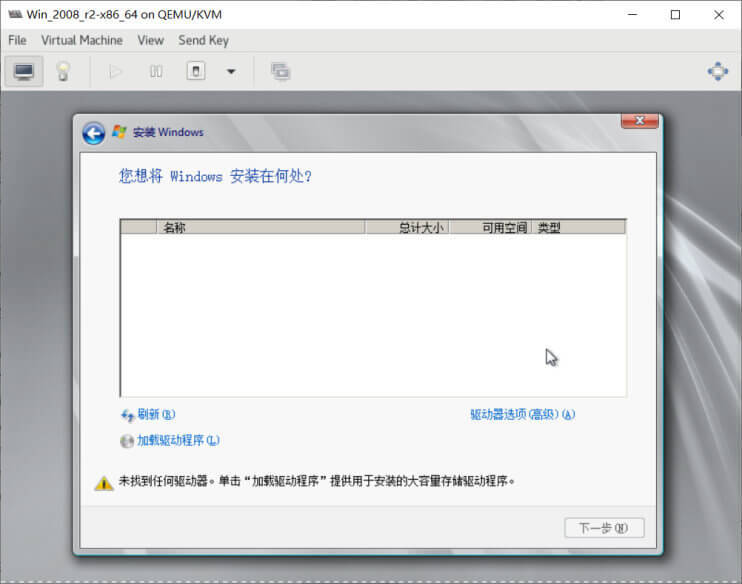 Win_2008_r2-x86_64 on QEMU/KVM
File Virtual Machine View Send Key
安装 Windows
您想将 Windows 安装在何处?
名称 总计大小 可用空间 类型
刷新(R) 驱动器选项(高级)(A)
加载驱动程序(L)
未找到任何驱动器。单击“加载驱动程序”提供用于安装的大容量存储驱动程序。
下一步(N)